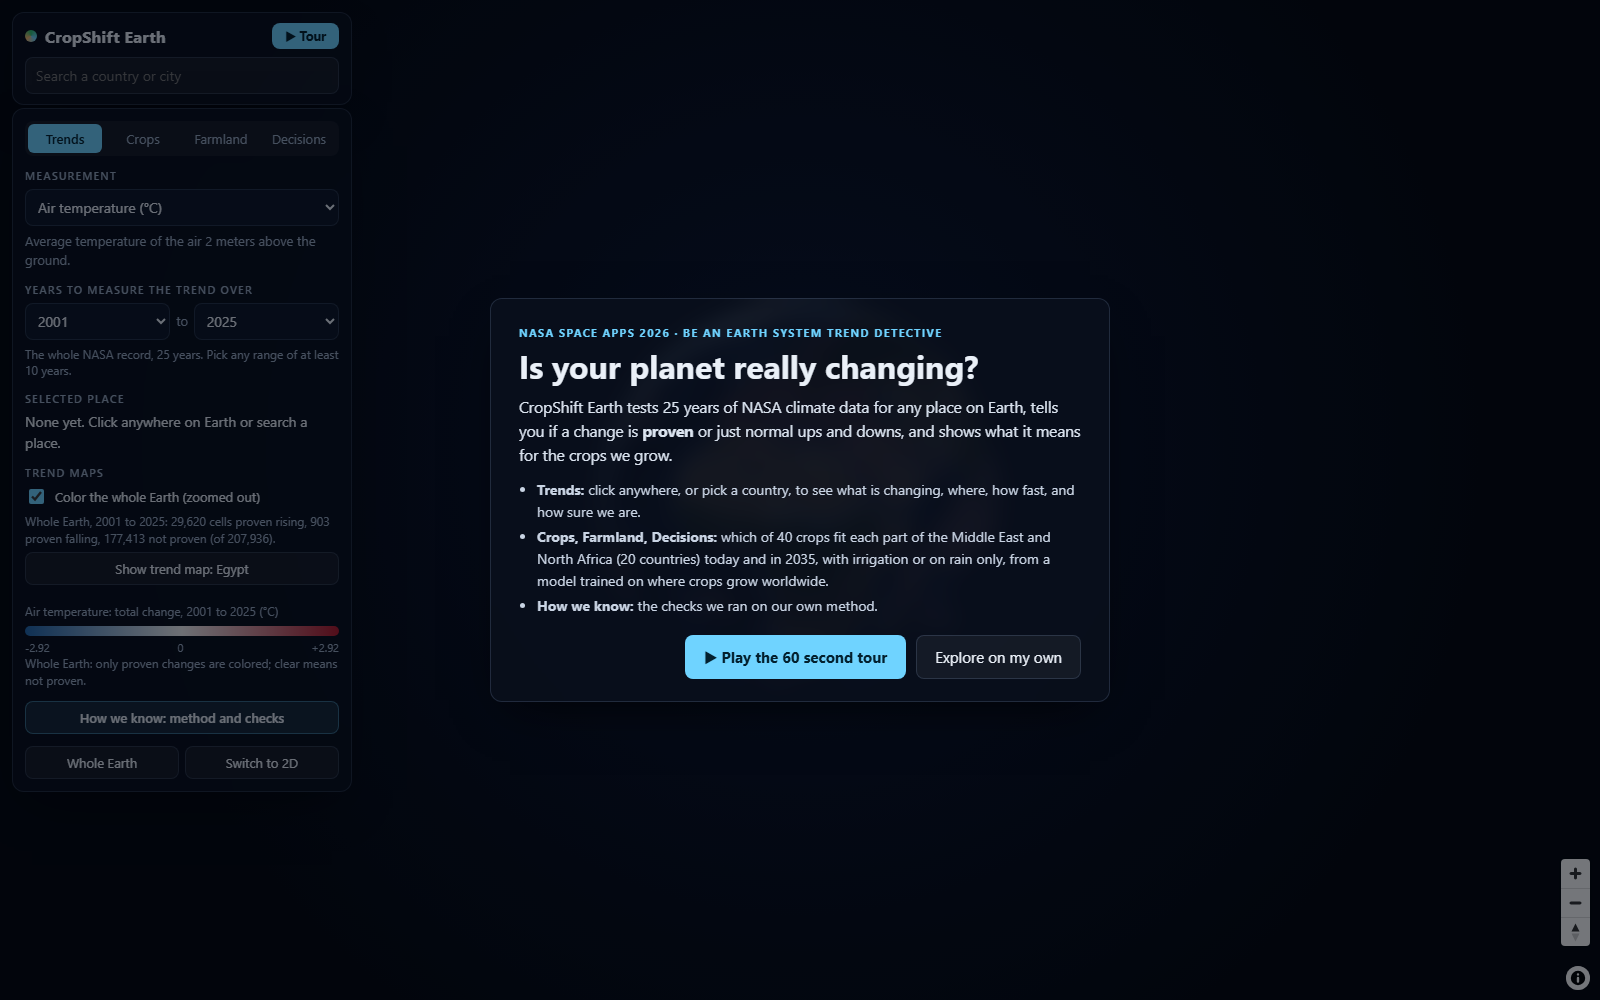 CropShift Earth
▶ Tour
Search a country or city
Trends
Crops
Farmland
Decisions
MEASUREMENT
Air temperature (°C)
Average temperature of the air 2 meters above the
ground.
YEARS TO MEASURE THE TREND OVER
2001
to
2025
The whole NASA record, 25 years. Pick any range of at least
10 years.
SELECTED PLACE
None yet. Click anywhere on Earth or search a
place.
TREND MAPS
Color the whole Earth (zoomed out)
Whole Earth, 2001 to 2025: 29,620 cells proven rising, 903
proven falling, 177,413 not proven (of 207,936).
Show trend map: Egypt
Air temperature: total change, 2001 to 2025 (°C)
-2.92
0
+2.92
Whole Earth: only proven changes are colored; clear means
not proven.
How we know: method and checks
Whole Earth
Switch to 2D
NASA SPACE APPS 2026 · BE AN EARTH SYSTEM TREND DETECTIVE
Is your planet really changing?
CropShift Earth tests 25 years of NASA climate data for any place on Earth, tells
you if a change is proven or just normal ups and downs, and shows what it means
for the crops we grow.
• Trends: click anywhere, or pick a country, to see what is changing, where, how fast, and
how sure we are.
• Crops, Farmland, Decisions: which of 40 crops fit each part of the Middle East and
North Africa (20 countries) today and in 2035, with irrigation or on rain only, from a
model trained on where crops grow worldwide.
• How we know: the checks we ran on our own method.
▶ Play the 60 second tour
Explore on my own